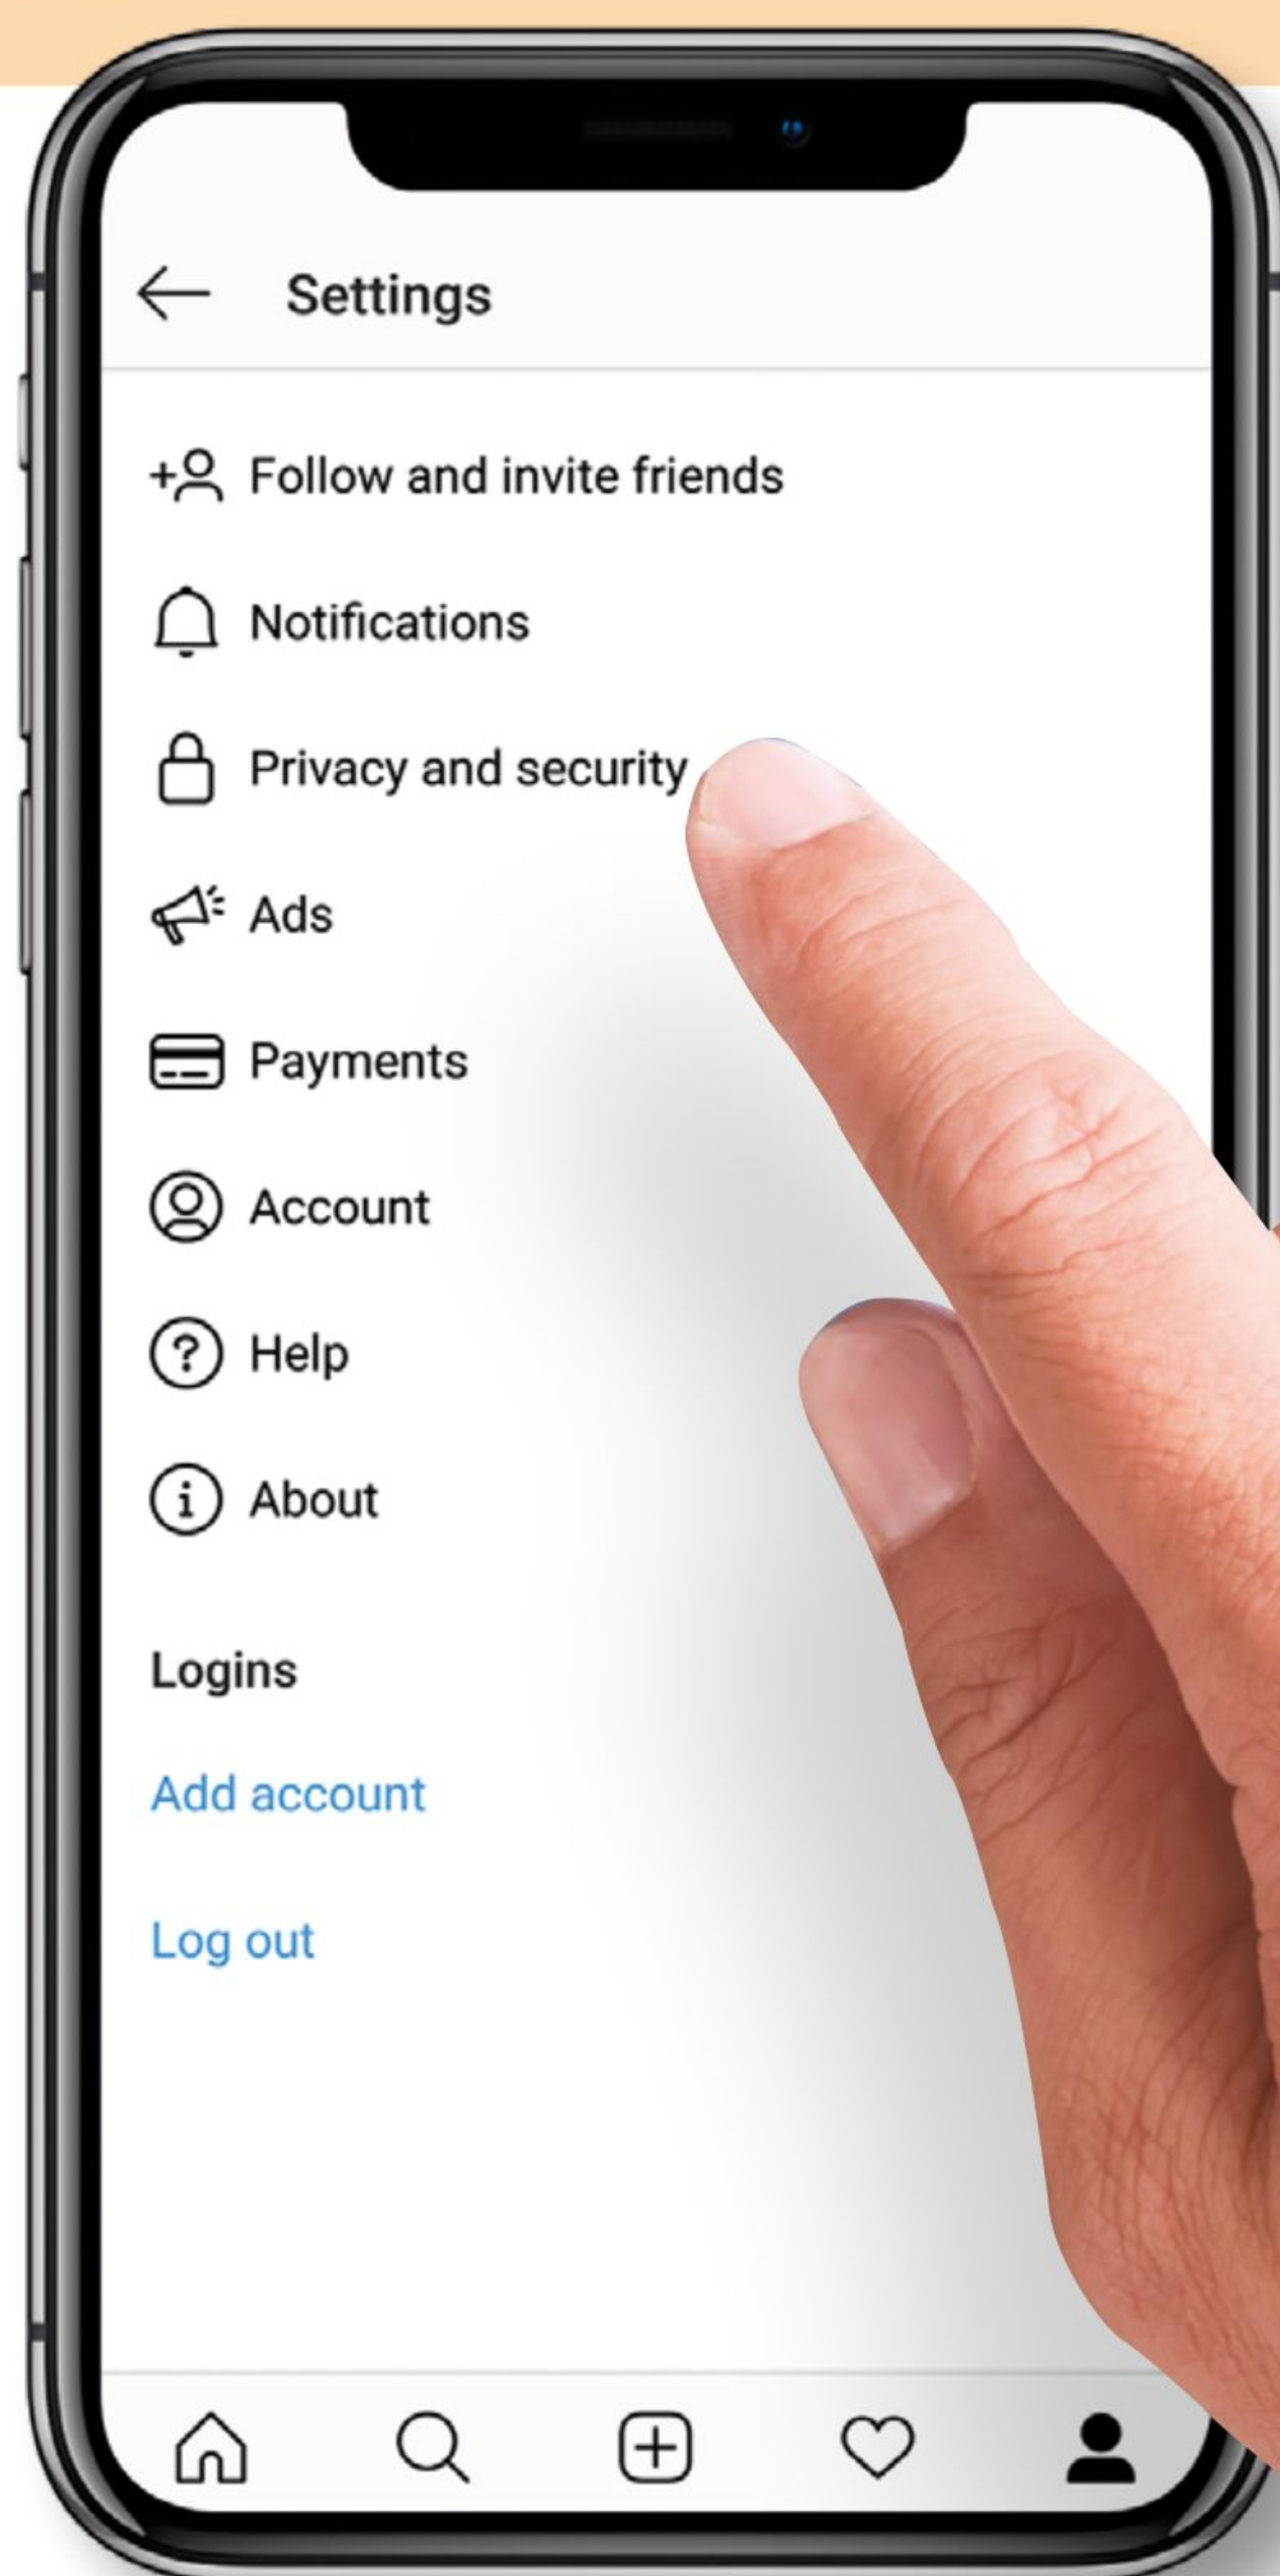 Settings
Follow and invite friends
Notifications
Privacy and security
Ads
Payments
Account
Help
About
Logins
Add account
Log out